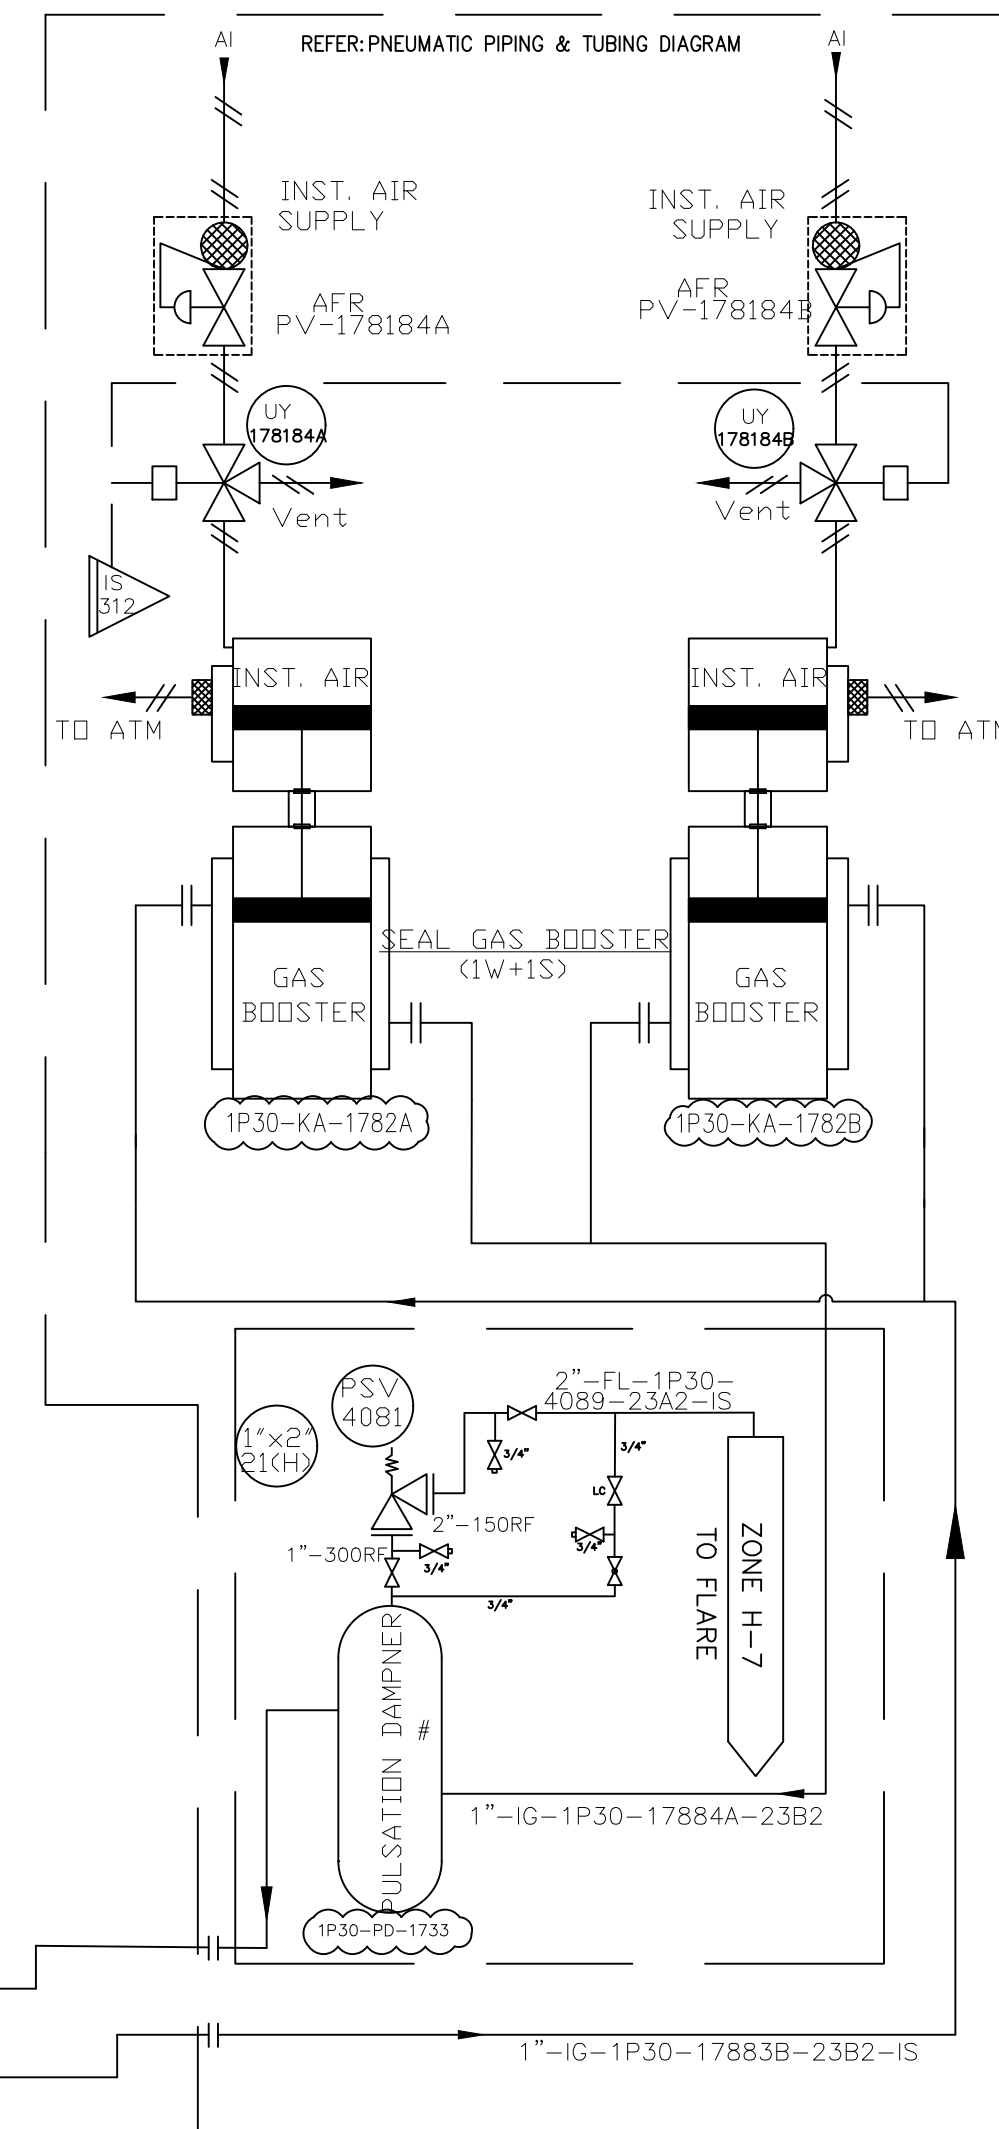 AI
REFER: PNEUMATIC PIPING & TUBING DIAGRAM
AI
INST. AIR
SUPPLY
INST. AIR
SUPPLY
AFR
PV-178184A
AFR
PV-178184B
UY
178184A
UY
178184B
Vent
Vent
IS
312
INST. AIR
INST. AIR
TO ATM
TO ATM
SEAL GAS BOOSTER
(1W+1S)
GAS
BOOSTER
GAS
BOOSTER
1P30-KA-1782A
1P30-KA-1782B
PSV
4081
2"-FL-1P30-
4089-23A2-IS
1"x2"
21(H)
3/4"
3/4"
LC
2"-150RF
1"-300RF
3/4"
3/4"
3/4"
ZONE H-7
TO FLARE
PULSATION DAMPNER
#
1"-IG-1P30-17884A-23B2
1P30-PD-1733
1"-IG-1P30-17883B-23B2-IS